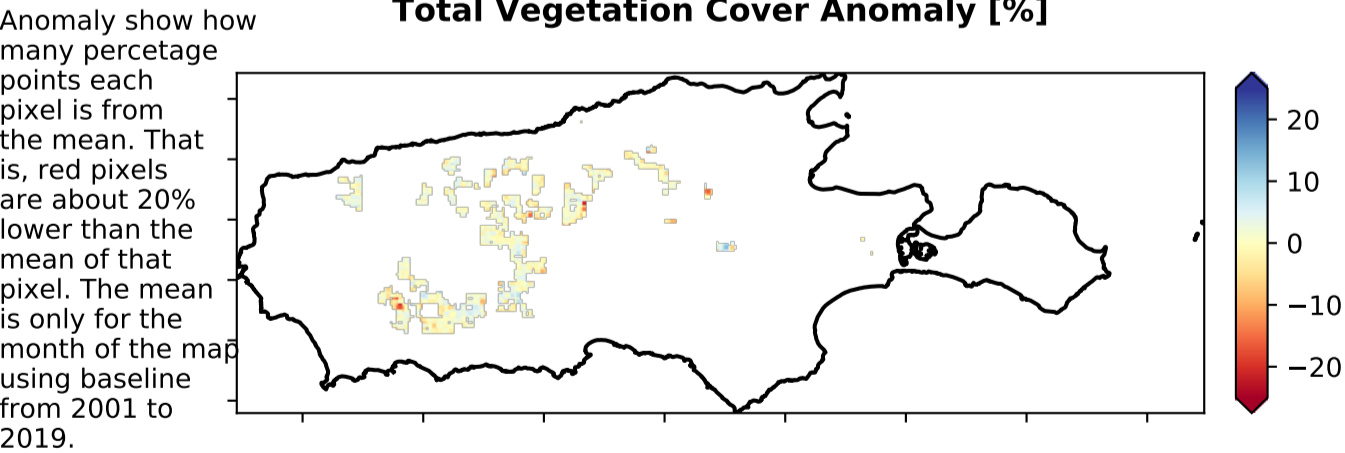 Total Vegetation Cover Anomaly [%]
Anomaly show how
many percetage
points each
pixel is from
the mean. That
is, red pixels
are about 20%
lower than the
mean of that
pixel. The mean
is only for the
month of the map
using baseline
from 2001 to
2019.
20
10
0
−10
−20